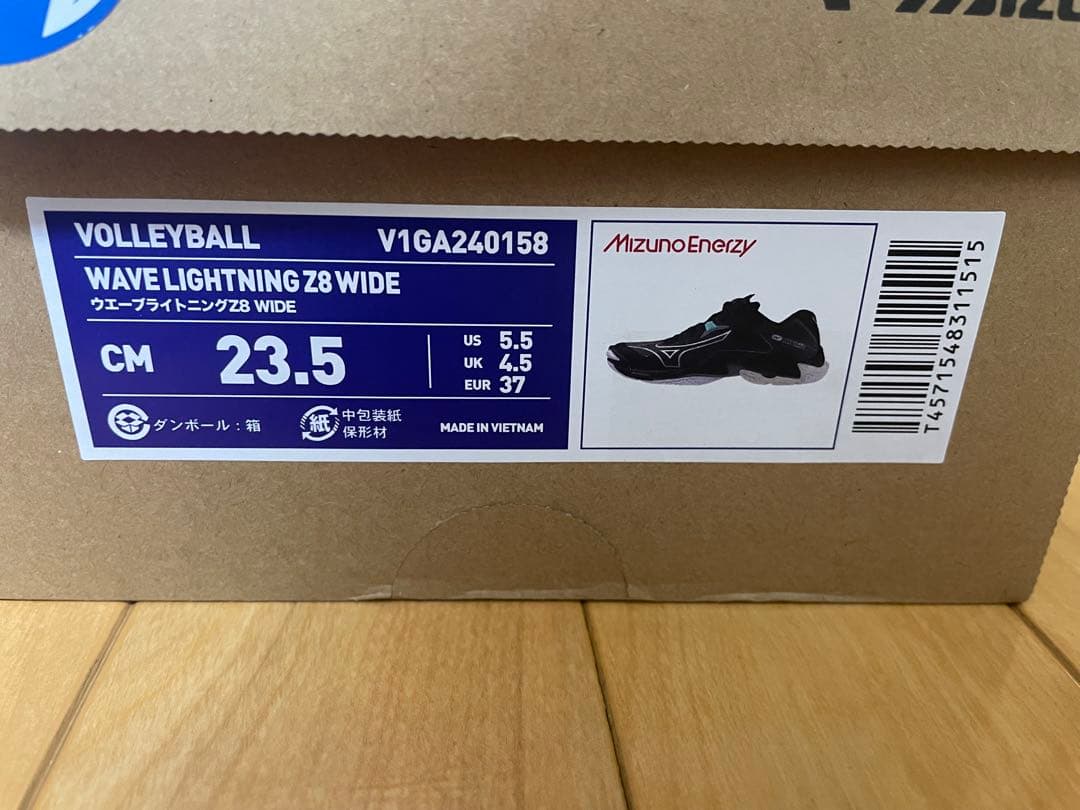 VOLLEYBALL V1GA240158
WAVE LIGHTNING Z8 WIDE
ウエーブライトニングZ8 WIDE
CM 23.5
US 5.5
UK 4.5
EUR 37
ダンボール：箱
紙 中包装紙
保形材
MADE IN VIETNAM
MizunoEnerzy
T4571548311515